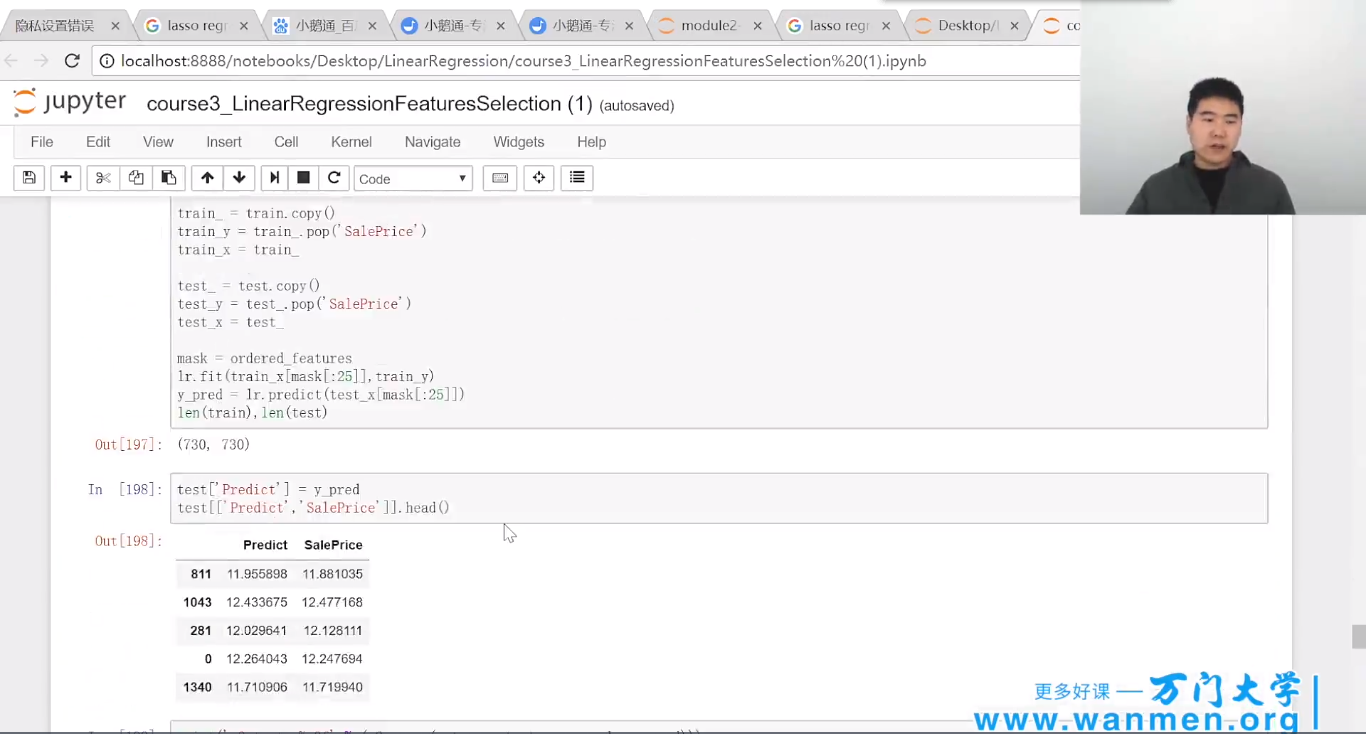 隐私设置错误
lasso regr
小鹅通_百
小鹅通-专
小鹅通-专
module2-
lasso regr
Desktop/
co
localhost:8888/notebooks/Desktop/LinearRegression/course3_LinearRegressionFeaturesSelection%20(1).ipynb
jupyter course3_LinearRegressionFeaturesSelection (1) (autosaved)
File Edit View Insert Cell Kernel Navigate Widgets Help
Code
train_ = train.copy()
train_y = train_.pop('SalePrice')
train_x = train_
test_ = test.copy()
test_y = test_.pop('SalePrice')
test_x = test_
mask = ordered_features
lr.fit(train_x[mask[:25]],train_y)
y_pred = lr.predict(test_x[mask[:25]])
len(train),len(test)
Out[197]: (730, 730)
In [198]: test['Predict'] = y_pred
test[['Predict','SalePrice']].head()
Out[198]:
Predict SalePrice
811 11.955898 11.881035
1043 12.433675 12.477168
281 12.029641 12.128111
0 12.264043 12.247694
1340 11.710906 11.719940
更多好课 — 万门大学
www.wanmen.org